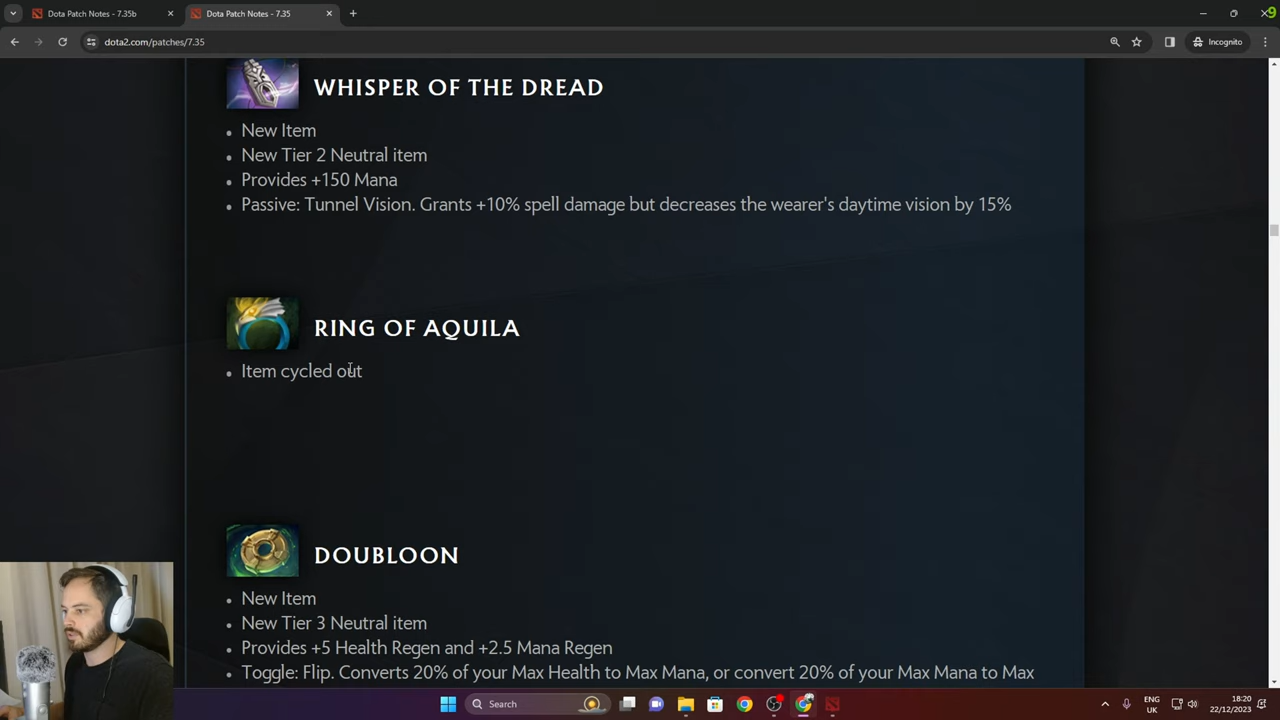 Dota Patch Notes - 7.35b
Dota Patch Notes - 7.35
9
dota2.com/patches/7.35
Incognito
WHISPER OF THE DREAD
New Item
New Tier 2 Neutral item
Provides +150 Mana
Passive: Tunnel Vision. Grants +10% spell damage but decreases the wearer's daytime vision by 15%
RING OF AQUILA
Item cycled out
DOUBLOON
New Item
New Tier 3 Neutral item
Provides +5 Health Regen and +2.5 Mana Regen
Toggle: Flip. Converts 20% of your Max Health to Max Mana, or convert 20% of your Max Mana to Max
Search
ENG
UK
18:20
22/12/2023